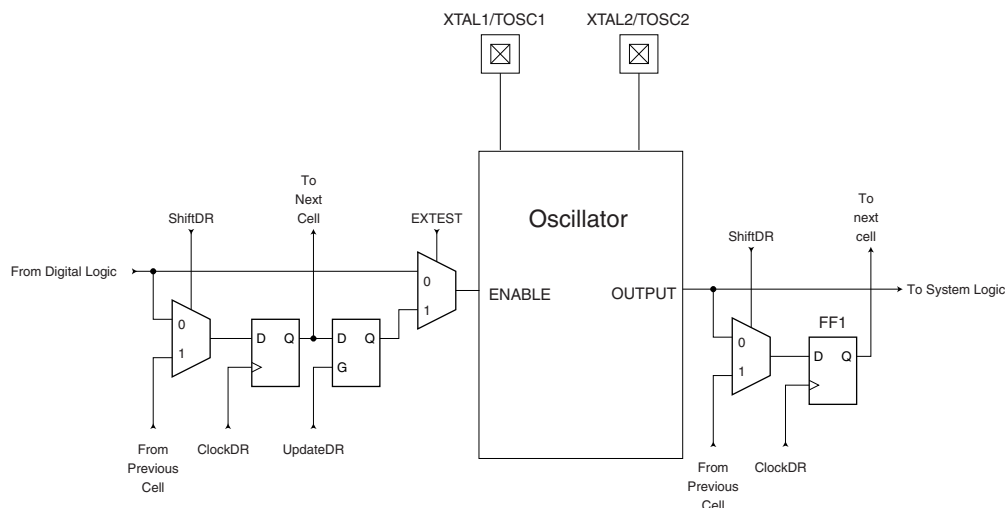 XTAL1/TOSC1
XTAL2/TOSC2
To
Next
Cell
ShiftDR
EXTEST
Oscillator
To
next
cell
ShiftDR
From Digital Logic
0
1
ENABLE
OUTPUT
To System Logic
0
1
D Q
D Q
G
FF1
0
1
D Q
From
Previous
Cell
ClockDR
UpdateDR
From
Previous
Cell
ClockDR